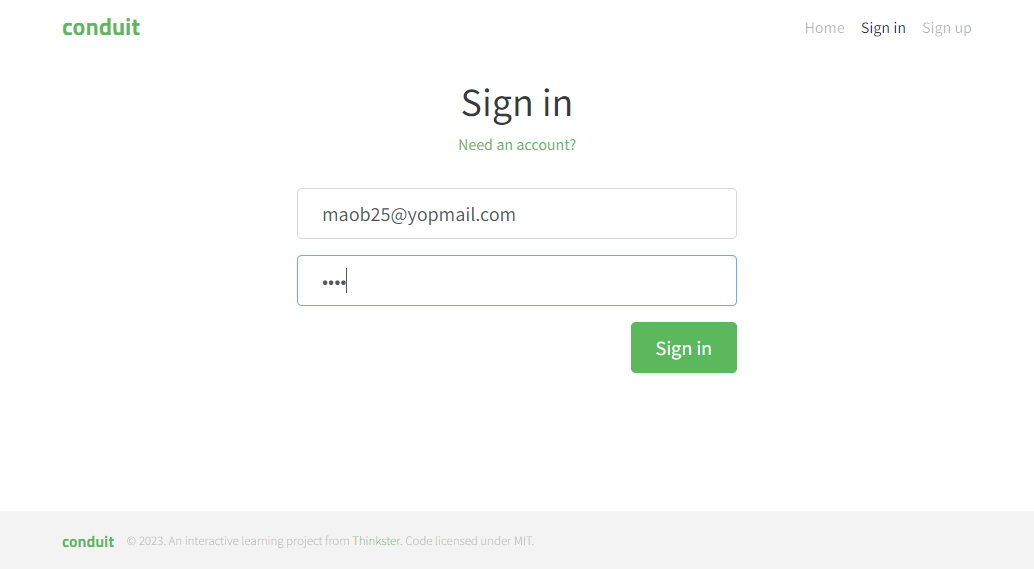 conduit
Home Sign in Sign up
Sign in
Need an account?
maob25@yopmail.com
••••
Sign in
conduit © 2023. An interactive learning project from Thinkster. Code licensed under MIT.